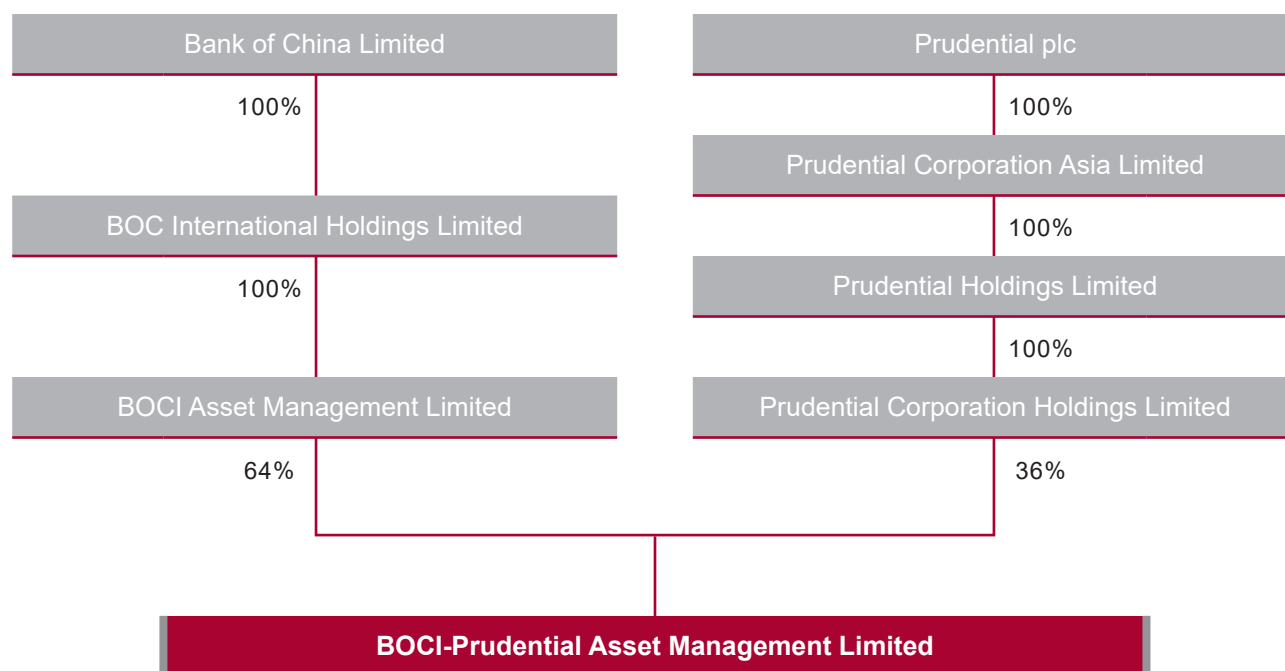 Bank of China Limited
100%
BOC International Holdings Limited
100%
BOCI Asset Management Limited
64%
Prudential plc
100%
Prudential Corporation Asia Limited
100%
Prudential Holdings Limited
100%
Prudential Corporation Holdings Limited
36%
BOCI-Prudential Asset Management Limited